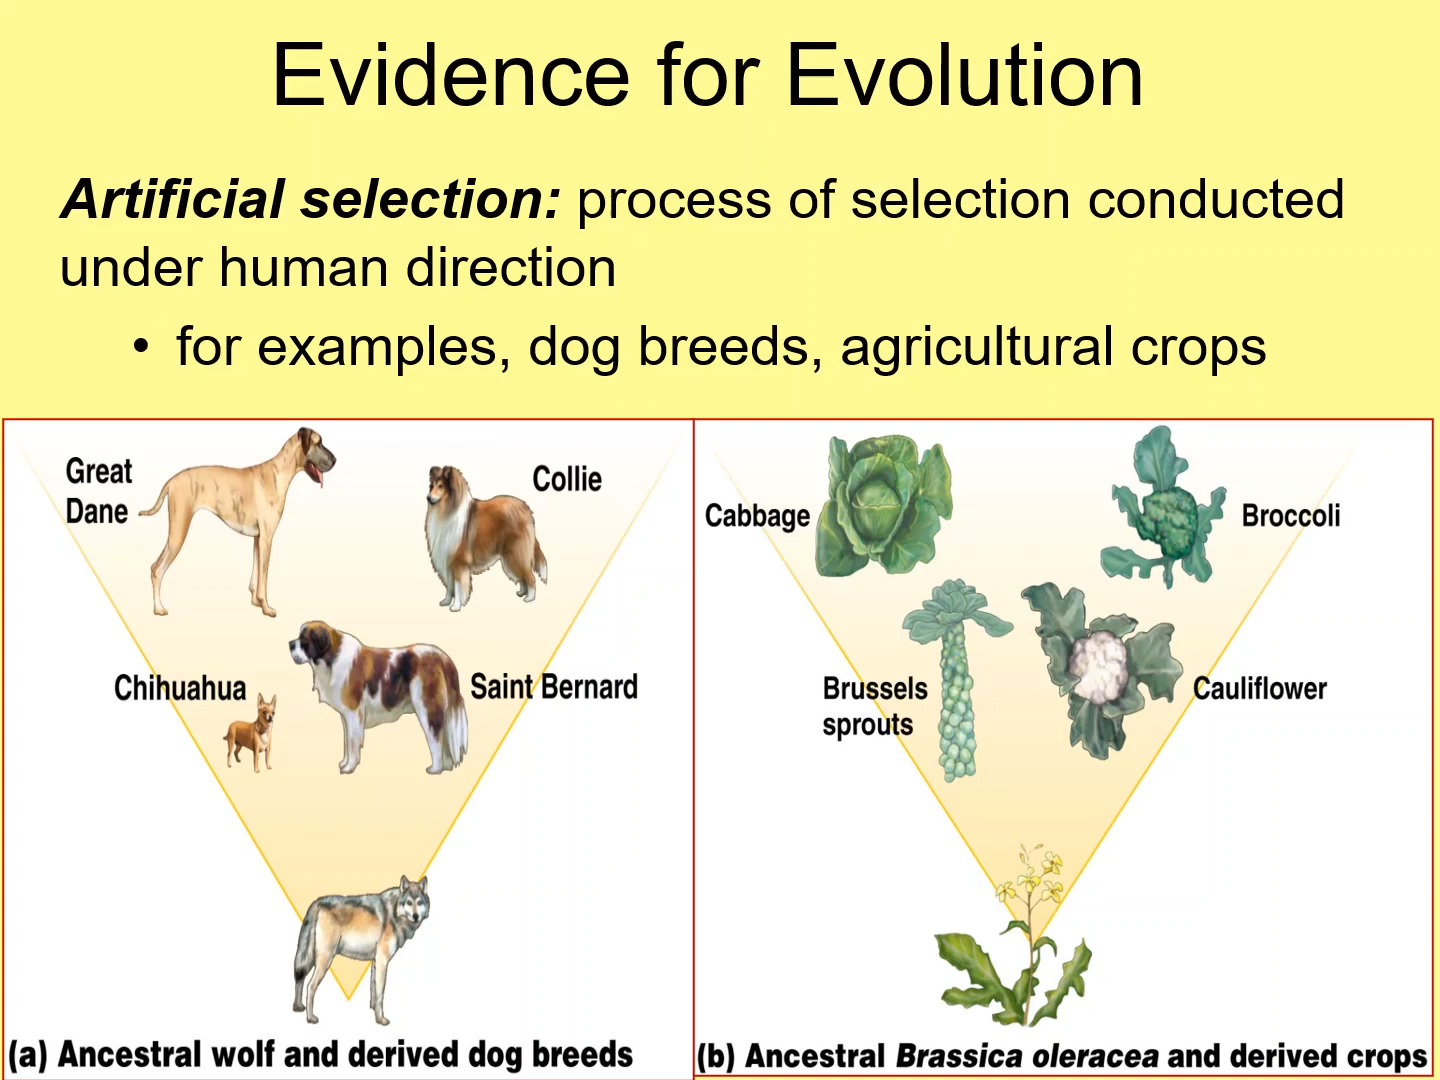 Evidence for Evolution
Artificial selection: process of selection conducted
under human direction
• for examples, dog breeds, agricultural crops
Great
Dane
Collie
Chihuahua
Saint Bernard
(a) Ancestral wolf and derived dog breeds
Cabbage
Broccoli
Brussels
sprouts
Cauliflower
(b) Ancestral Brassica oleracea and derived crops